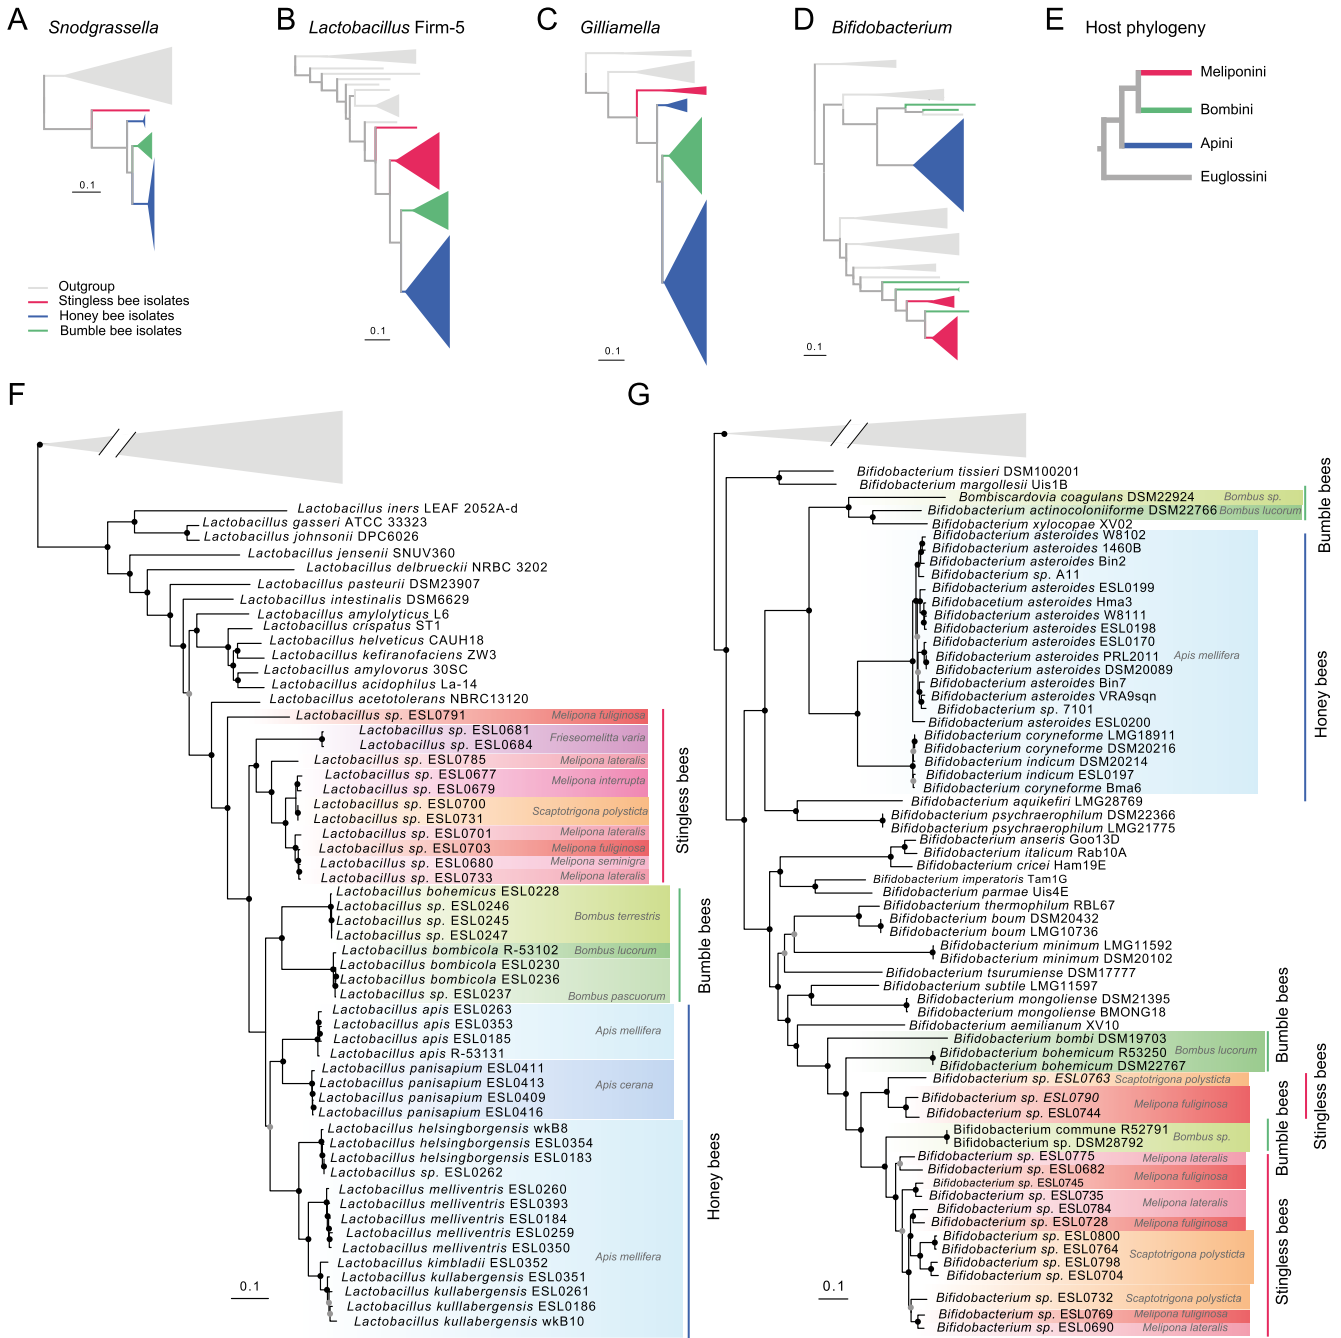 A Snodgrassella
B Lactobacillus Firm-5
C Gilliamella
D Bifidobacterium
E Host phylogeny
Meliponini
Bombini
Apini
Euglossini
0.1
0.1
0.1
0.1
Outgroup
Stingless bee isolates
Honey bee isolates
Bumble bee isolates
F
Lactobacillus iners LEAF 2052A-d
Lactobacillus gasseri ATCC 33323
Lactobacillus johnsonii DPC6026
Lactobacillus jensenii SNUV360
Lactobacillus delbrueckii NRBC 3202
Lactobacillus pasteurii DSM23907
Lactobacillus intestinalis DSM6629
Lactobacillus amylolyticus L6
Lactobacillus crispatus ST1
Lactobacillus helveticus CAUH18
Lactobacillus kefiranofaciens ZW3
Lactobacillus amylovorus 30SC
Lactobacillus acidophilus La-14
Lactobacillus acetotolerans NBRC13120
Lactobacillus sp. ESL0791 Melipona fuliginosa
Lactobacillus sp. ESL0681
Frieseomelitta varia
Lactobacillus sp. ESL0684
Lactobacillus sp. ESL0785 Melipona lateralis
Lactobacillus sp. ESL0677
Melipona interrupta
Lactobacillus sp. ESL0679
Lactobacillus sp. ESL0700
Scaptotrigona polysticta
Lactobacillus sp. ESL0731
Lactobacillus sp. ESL0701 Melipona lateralis
Lactobacillus sp. ESL0703 Melipona fuliginosa
Lactobacillus sp. ESL0680 Melipona seminigra
Lactobacillus sp. ESL0733 Melipona lateralis
Stingless bees
Lactobacillus bohemicus ESL0228
Lactobacillus sp. ESL0246
Bombus terrestris
Lactobacillus sp. ESL0245
Lactobacillus sp. ESL0247
Lactobacillus bombicola R-53102 Bombus lucorum
Lactobacillus bombicola ESL0230
Lactobacillus bombicola ESL0236
Lactobacillus sp. ESL0237 Bombus pascuorum
Bumble bees
Lactobacillus apis ESL0263
Lactobacillus apis ESL0353
Apis mellifera
Lactobacillus apis ESL0185
Lactobacillus apis R-53131
Lactobacillus panisapium ESL0411
Lactobacillus panisapium ESL0413
Apis cerana
Lactobacillus panisapium ESL0409
Lactobacillus panisapium ESL0416
Lactobacillus helsingborgensis wkB8
Lactobacillus helsingborgensis ESL0354
Lactobacillus helsingborgensis ESL0183
Lactobacillus sp. ESL0262
Lactobacillus melliventris ESL0260
Lactobacillus melliventris ESL0393
Lactobacillus melliventris ESL0184
Lactobacillus melliventris ESL0259
Lactobacillus melliventris ESL0350
Apis mellifera
Lactobacillus kimbladii ESL0352
Lactobacillus kullabergensis ESL0351
Lactobacillus kullabergensis ESL0261
Lactobacillus kulllabergensis ESL0186
Lactobacillus kullabergensis wkB10
Honey bees
0.1
G
Bifidobacterium tissieri DSM100201
Bifidobacterium margollesii Uis1B
Bombiscardovia coagulans DSM22924 Bombus sp.
Bifidobacterium actinocoloniiforme DSM22766 Bombus lucorum
Bifidobacterium xylocopae XV02
Bumble bees
Bifidobacterium asteroides W8102
Bifidobacterium asteroides 1460B
Bifidobacterium asteroides Bin2
Bifidobacterium sp. A11
Bifidobacterium asteroides ESL0199
Bifidobacetium asteroides Hma3
Bifidobacterium asteroides W8111
Bifidobacterium asteroides ESL0198
Bifidobacterium asteroides ESL0170
Bifidobacterium asteroides PRL2011 Apis mellifera
Bifidobacterium asteroides DSM20089
Bifidobacterium asteroides Bin7
Bifidobacterium asteroides VRA9sqn
Bifidobacterium sp. 7101
Bifidobacterium asteroides ESL0200
Bifidobacterium coryneforme LMG18911
Bifidobacterium coryneforme DSM20216
Bifidobacterium indicum DSM20214
Bifidobacterium indicum ESL0197
Bifidobacterium coryneforme Bma6
Honey bees
Bifidobacterium aquikefiri LMG28769
Bifidobacterium psychraerophilum DSM22366
Bifidobacterium psychraerophilum LMG21775
Bifidobacterium anseris Goo13D
Bifidobacterium italicum Rab10A
Bifidobacterium cricei Ham19E
Bifidobacterium imperatoris Tam1G
Bifidobacterium parmae Uis4E
Bifidobacterium thermophilum RBL67
Bifidobacterium boum DSM20432
Bifidobacterium boum LMG10736
Bifidobacterium minimum LMG11592
Bifidobacterium minimum DSM20102
Bifidobacterium tsurumiense DSM17777
Bifidobacterium subtile LMG11597
Bifidobacterium mongoliense DSM21395
Bifidobacterium mongoliense BMONG18
Bifidobacterium aemilianum XV10
Bifidobacterium bombi DSM19703
Bifidobacterium bohemicum R53250 Bombus lucorum
Bifidobacterium bohemicum DSM22767
Bumble bees
Bifidobacterium sp. ESL0763 Scaptotrigona polysticta
Bifidobacterium sp. ESL0790
Melipona fuliginosa
Bifidobacterium sp. ESL0744
Stingless bees
Bifidobacterium commune R52791
Bombus sp.
Bifidobacterium sp. DSM28792
Bumble bees
Bifidobacterium sp. ESL0775 Melipona lateralis
Bifidobacterium sp. ESL0682
Melipona fuliginosa
Bifidobacterium sp. ESL0745
Bifidobacterium sp. ESL0735
Melipona lateralis
Bifidobacterium sp. ESL0784
Bifidobacterium sp. ESL0728 Melipona fuliginosa
Bifidobacterium sp. ESL0800
Bifidobacterium sp. ESL0764 Scaptotrigona polysticta
Bifidobacterium sp. ESL0798
Bifidobacterium sp. ESL0704
Bifidobacterium sp. ESL0732 Scaptotrigona polysticta
Bifidobacterium sp. ESL0769 Melipona fuliginosa
Bifidobacterium sp. ESL0690 Melipona lateralis
Stingless bees
0.1